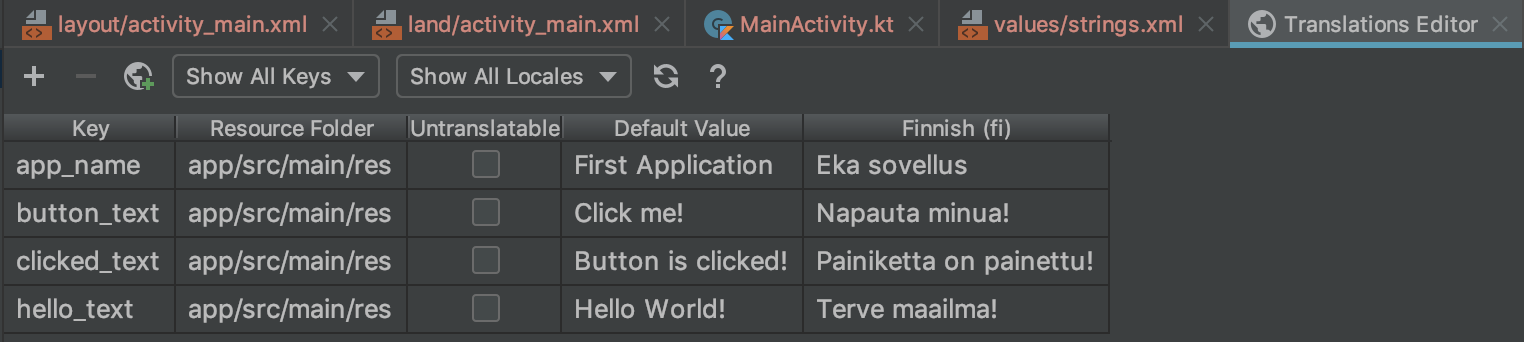 layout/activity_main.xml land/activity_main.xml MainActivity.kt values/strings.xml Translations Editor
Show All Keys Show All Locales ?
Key Resource Folder Untranslatable Default Value Finnish (fi)
app_name app/src/main/res First Application Eka sovellus
button_text app/src/main/res Click me! Napauta minua!
clicked_text app/src/main/res Button is clicked! Painiketta on painettu!
hello_text app/src/main/res Hello World! Terve maailma!